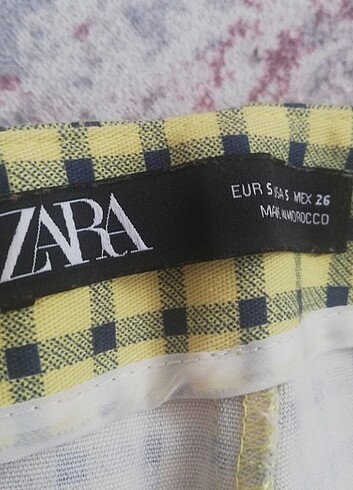 ZARA
EUR S USA S MEX 26
MADE IN MOROCCO